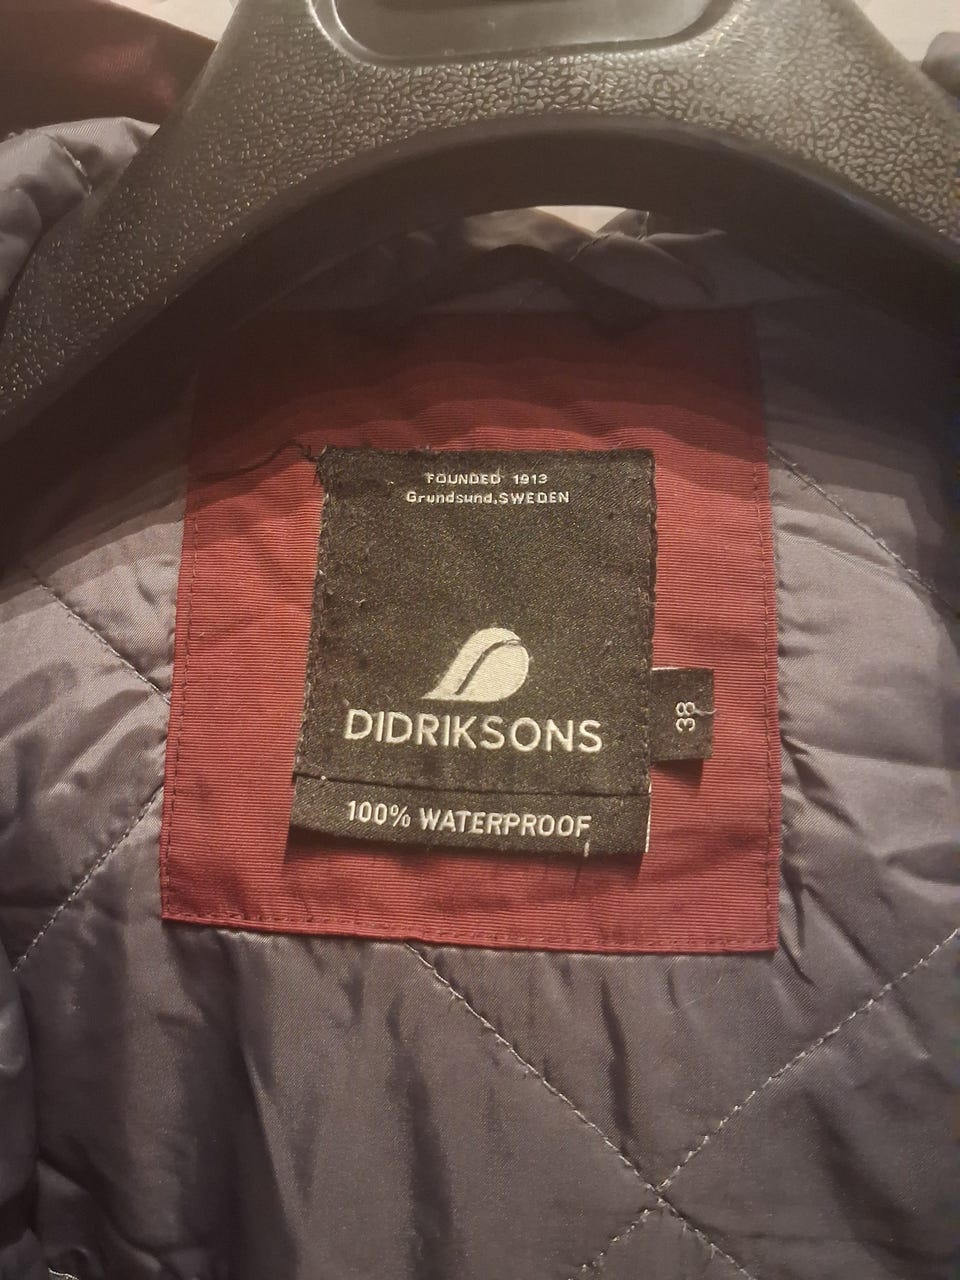 FOUNDED 1913
Grundsund,SWEDEN
DIDRIKSONS
38
100% WATERPROOF